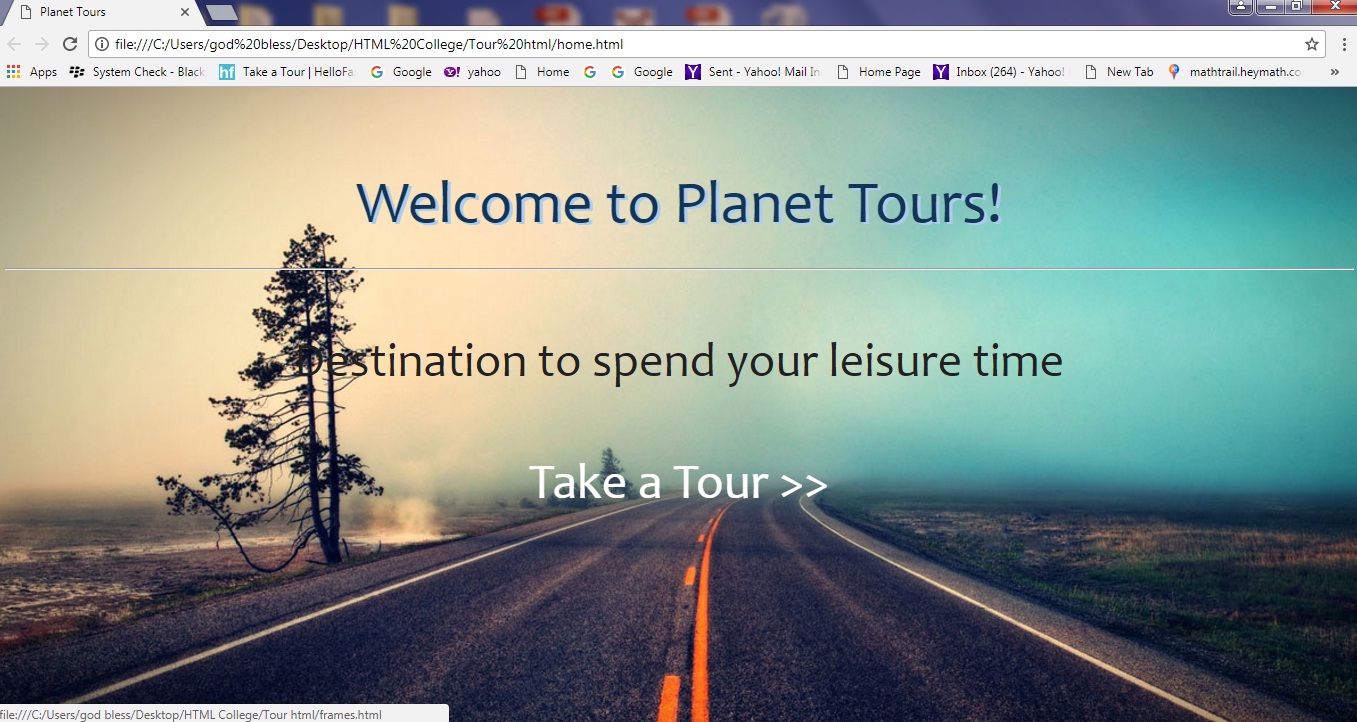 Planet Tours
file:///C:/Users/god%20bless/Desktop/HTML%20College/Tour%20html/home.html
Apps System Check - Black Take a Tour | HelloFa Google yahoo Home Google Sent - Yahoo! Mail In Home Page Inbox (264) - Yahoo! New Tab mathtrail.heymath.co »
Welcome to Planet Tours!
Destination to spend your leisure time
Take a Tour >>
file:///C:/Users/god bless/Desktop/HTML College/Tour html/frames.html